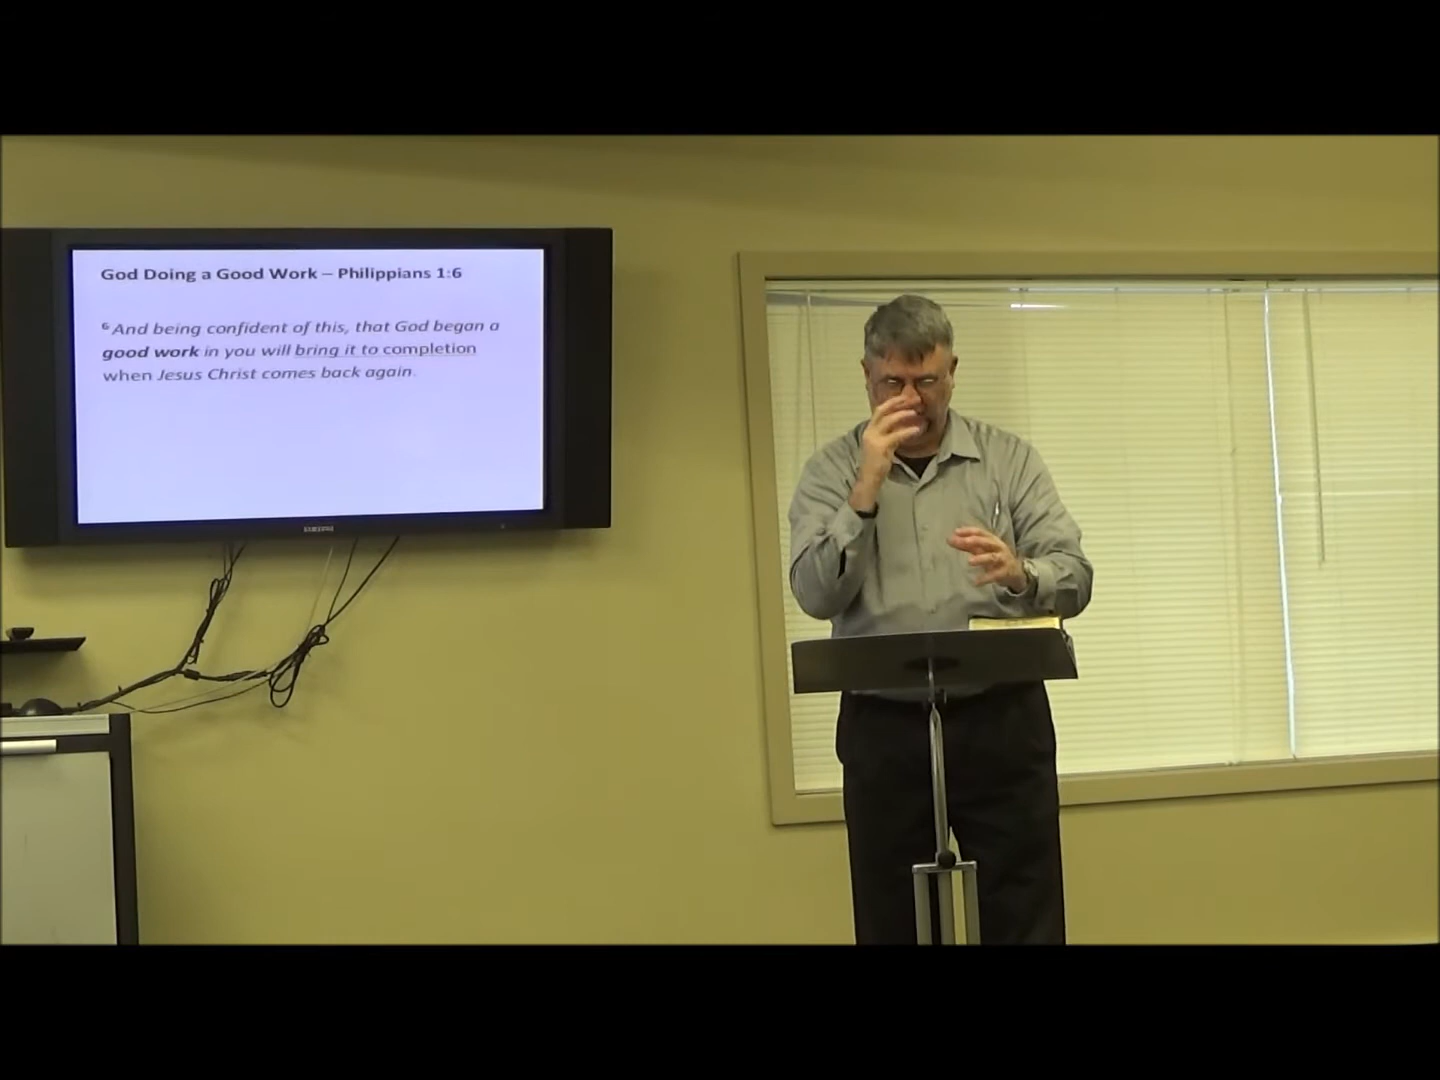 God Doing a Good Work – Philippians 1:6
⁶ And being confident of this, that God began a
good work in you will bring it to completion
when Jesus Christ comes back again.
SAMSUNG